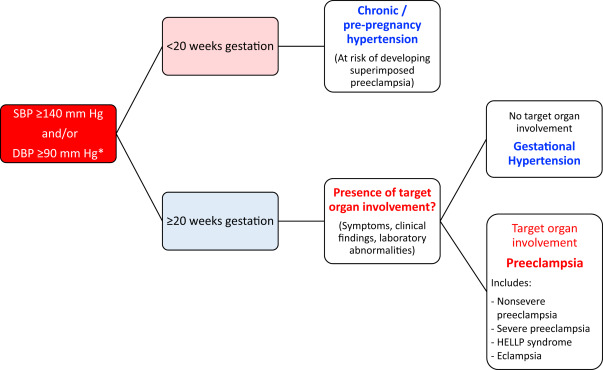 SBP ≥140 mm Hg
and/or
DBP ≥90 mm Hg*
<20 weeks gestation
Chronic /
pre-pregnancy
hypertension
(At risk of developing
superimposed
preeclampsia)
≥20 weeks gestation
Presence of target
organ involvement?
(Symptoms, clinical
findings, laboratory
abnormalities)
No target organ
involvement
Gestational
Hypertension
Target organ
involvement
Preeclampsia
Includes:
- Nonsevere
preeclampsia
- Severe preeclampsia
- HELLP syndrome
- Eclampsia